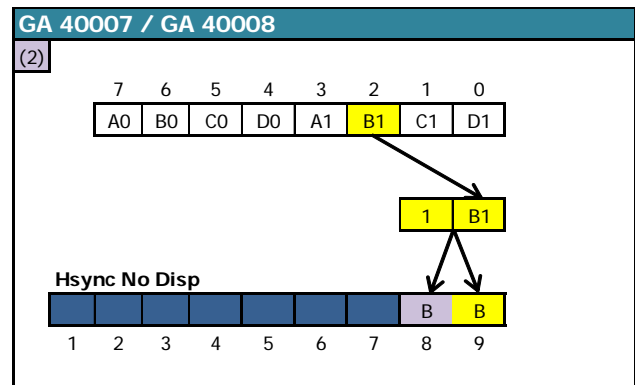 GA 40007 / GA 40008
(2)
7 6 5 4 3 2 1 0
A0 B0 C0 D0 A1 B1 C1 D1
1 B1
Hsync No Disp
B B
1 2 3 4 5 6 7 8 9